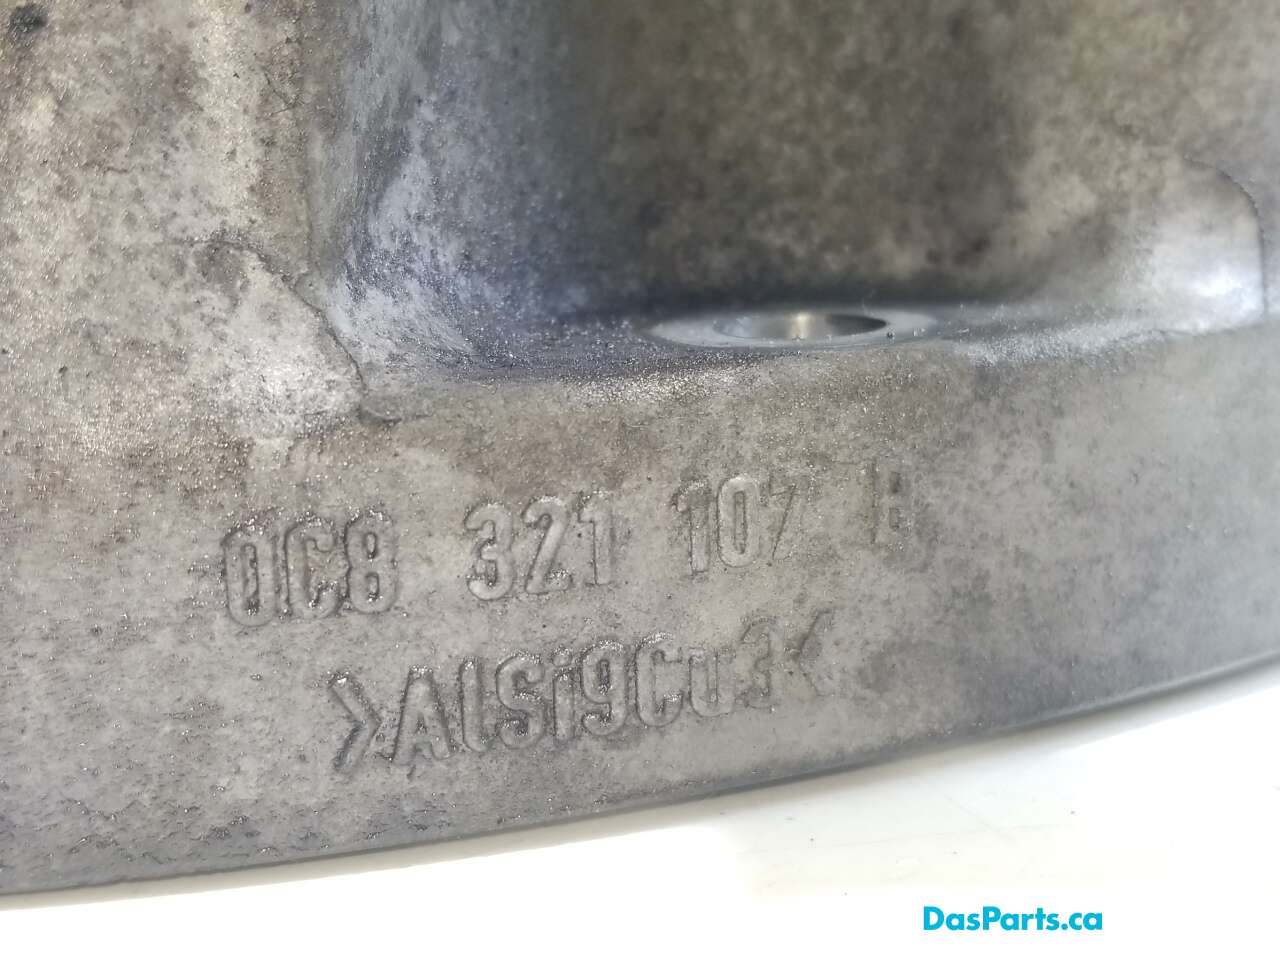 0C8 321 107 B
>AlSi9Cu3<
DasParts.ca